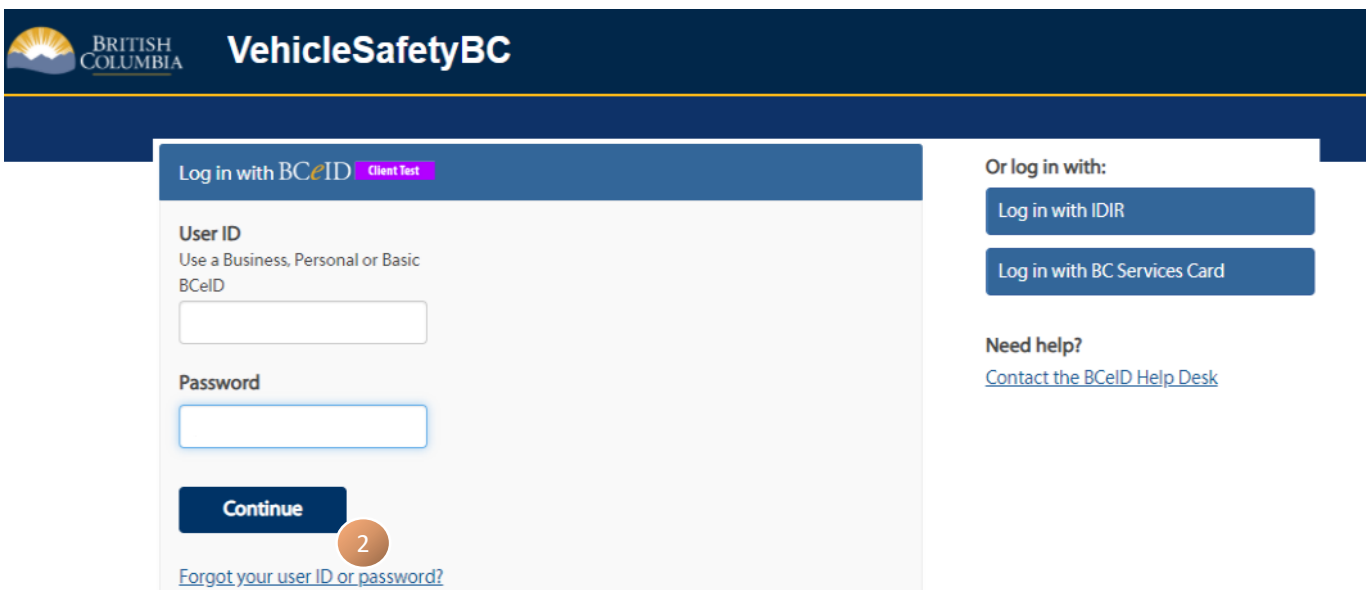 BRITISH
COLUMBIA
VehicleSafetyBC
Log in with BCeID Client Test
User ID
Use a Business, Personal or Basic
BCeID
Password
Continue
2
Forgot your user ID or password?
Or log in with:
Log in with IDIR
Log in with BC Services Card
Need help?
Contact the BCeID Help Desk